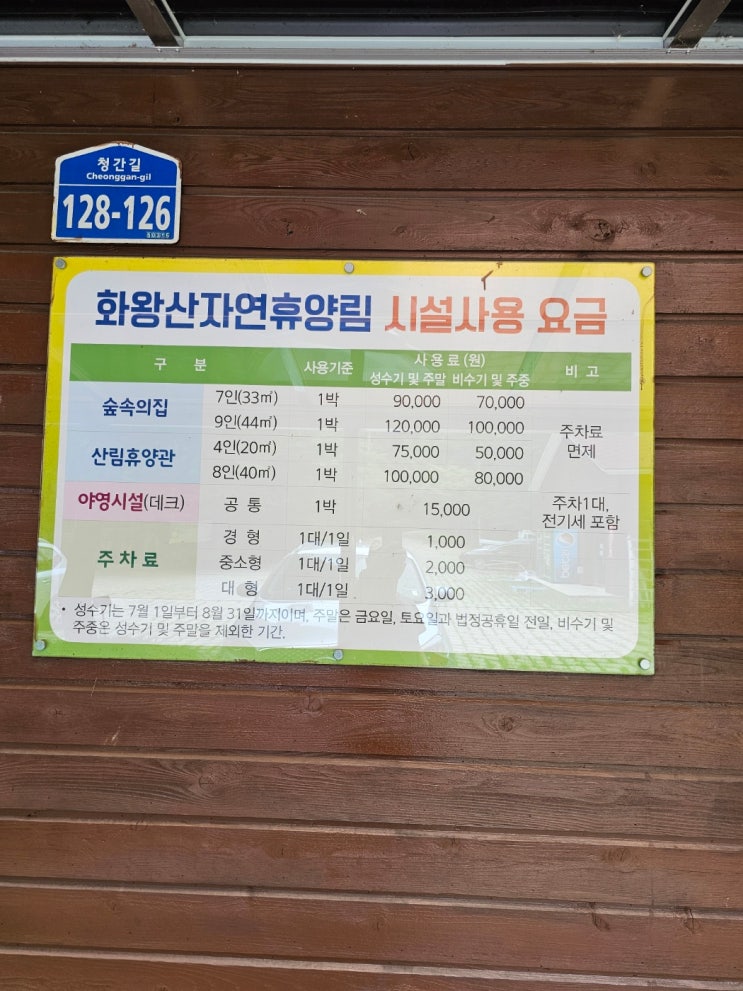 청간길
Cheonggan-gil
128-126
화왕산자연휴양림 시설사용 요금
구 분 사용기준 사용료(원) 비 고
성수기 및 주말 비수기 및 주중
숲속의집 7인(33㎡) 1박 90,000 70,000 주차료 면제
9인(44㎡) 1박 120,000 100,000
산림휴양관 4인(20㎡) 1박 75,000 50,000
8인(40㎡) 1박 100,000 80,000
야영시설(데크) 공 통 1박 15,000 주차1대,
전기세 포함
주 차 료 경 형 1대/1일 1,000
중소형 1대/1일 2,000
대 형 1대/1일 3,000
• 성수기는 7월 1일부터 8월 31일까지이며, 주말은 금요일, 토요일과 법정공휴일 전일, 비수기 및
주중은 성수기 및 주말을 제외한 기간.